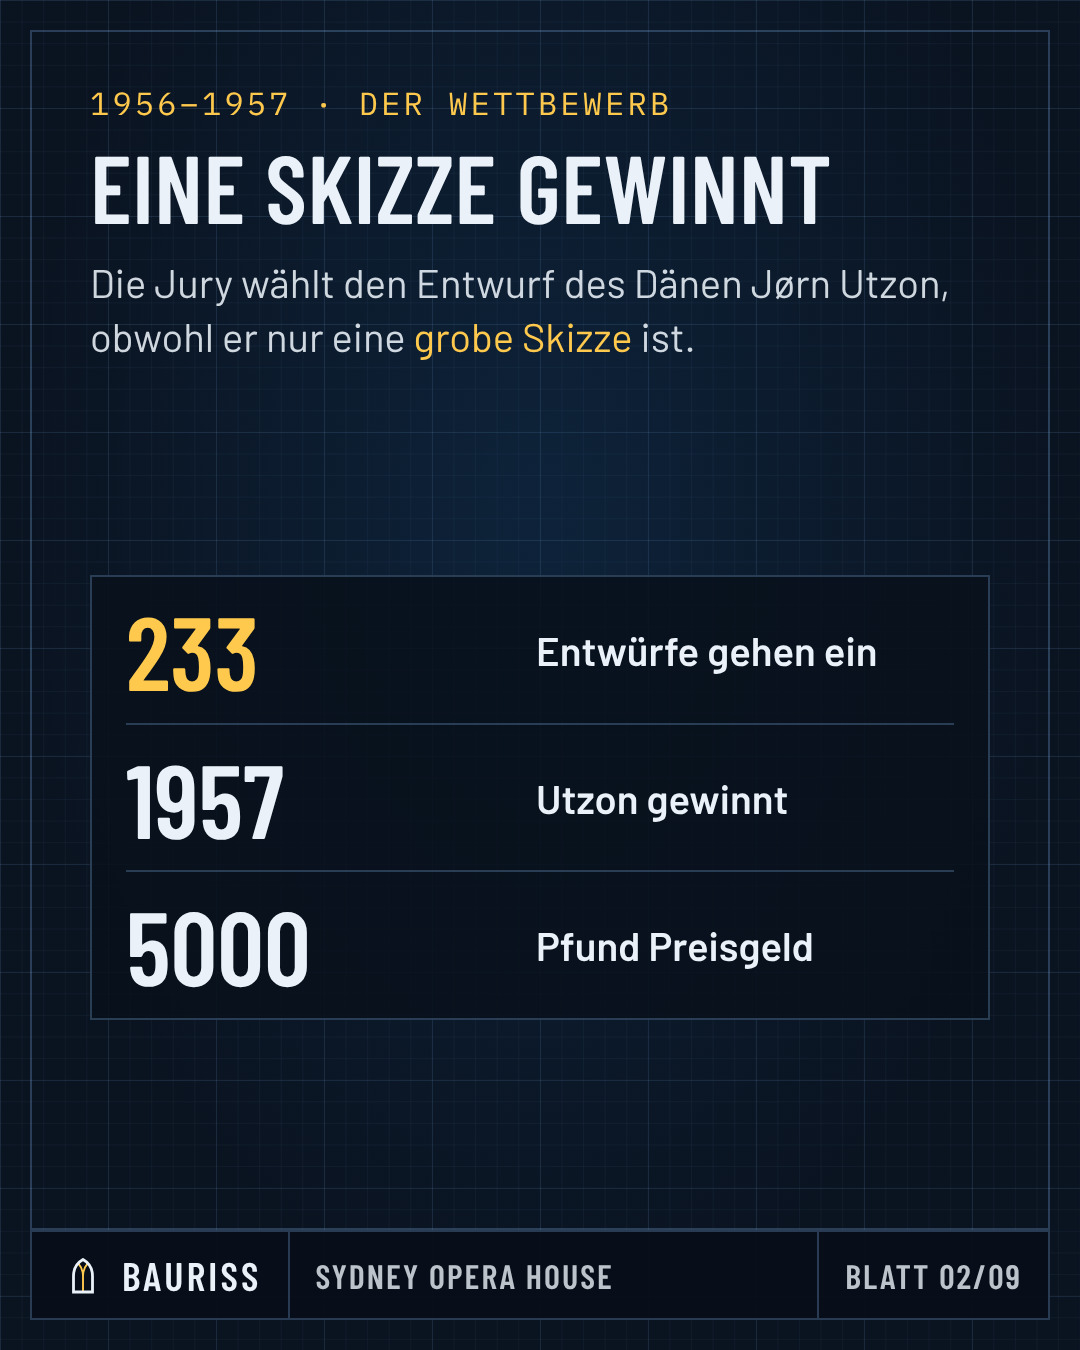 1956–1957 · DER WETTBEWERB
EINE SKIZZE GEWINNT
Die Jury wählt den Entwurf des Dänen Jørn Utzon,
obwohl er nur eine grobe Skizze ist.
233 Entwürfe gehen ein
1957 Utzon gewinnt
5000 Pfund Preisgeld
BAURISS SYDNEY OPERA HOUSE BLATT 02/09